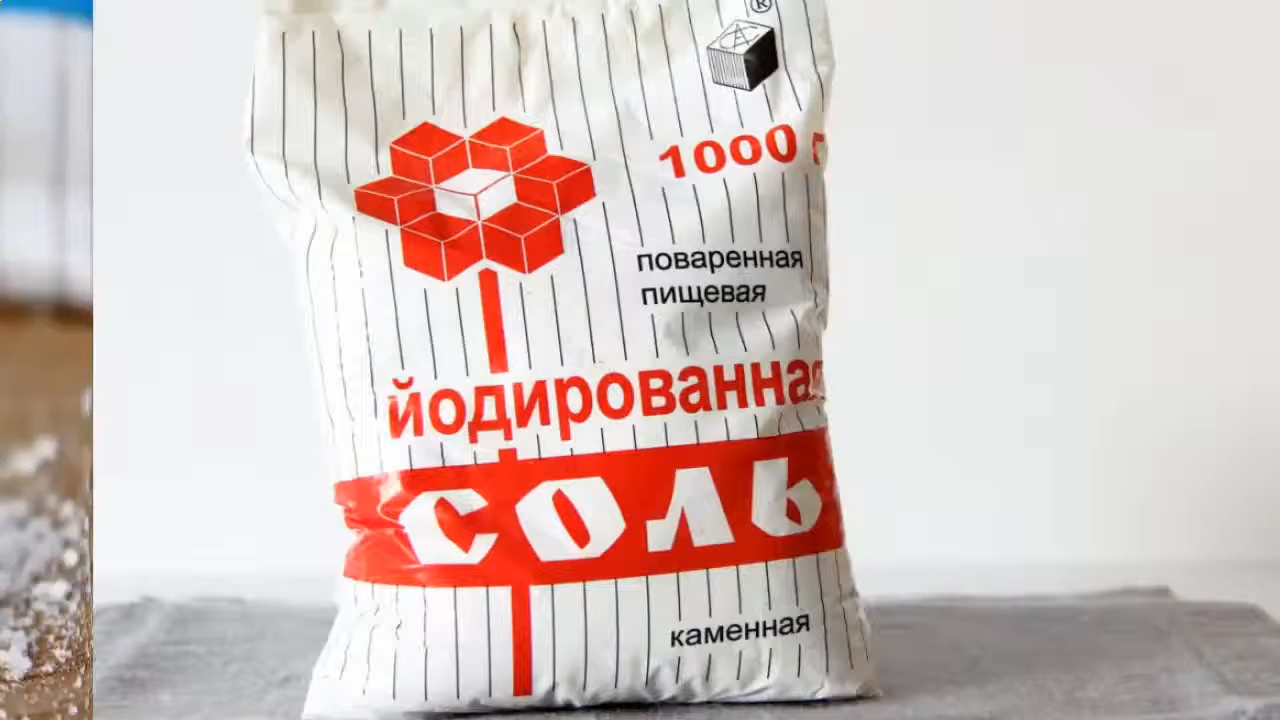 ®
1000 г
поваренная
пищевая
йодированная
СОЛЬ
каменная